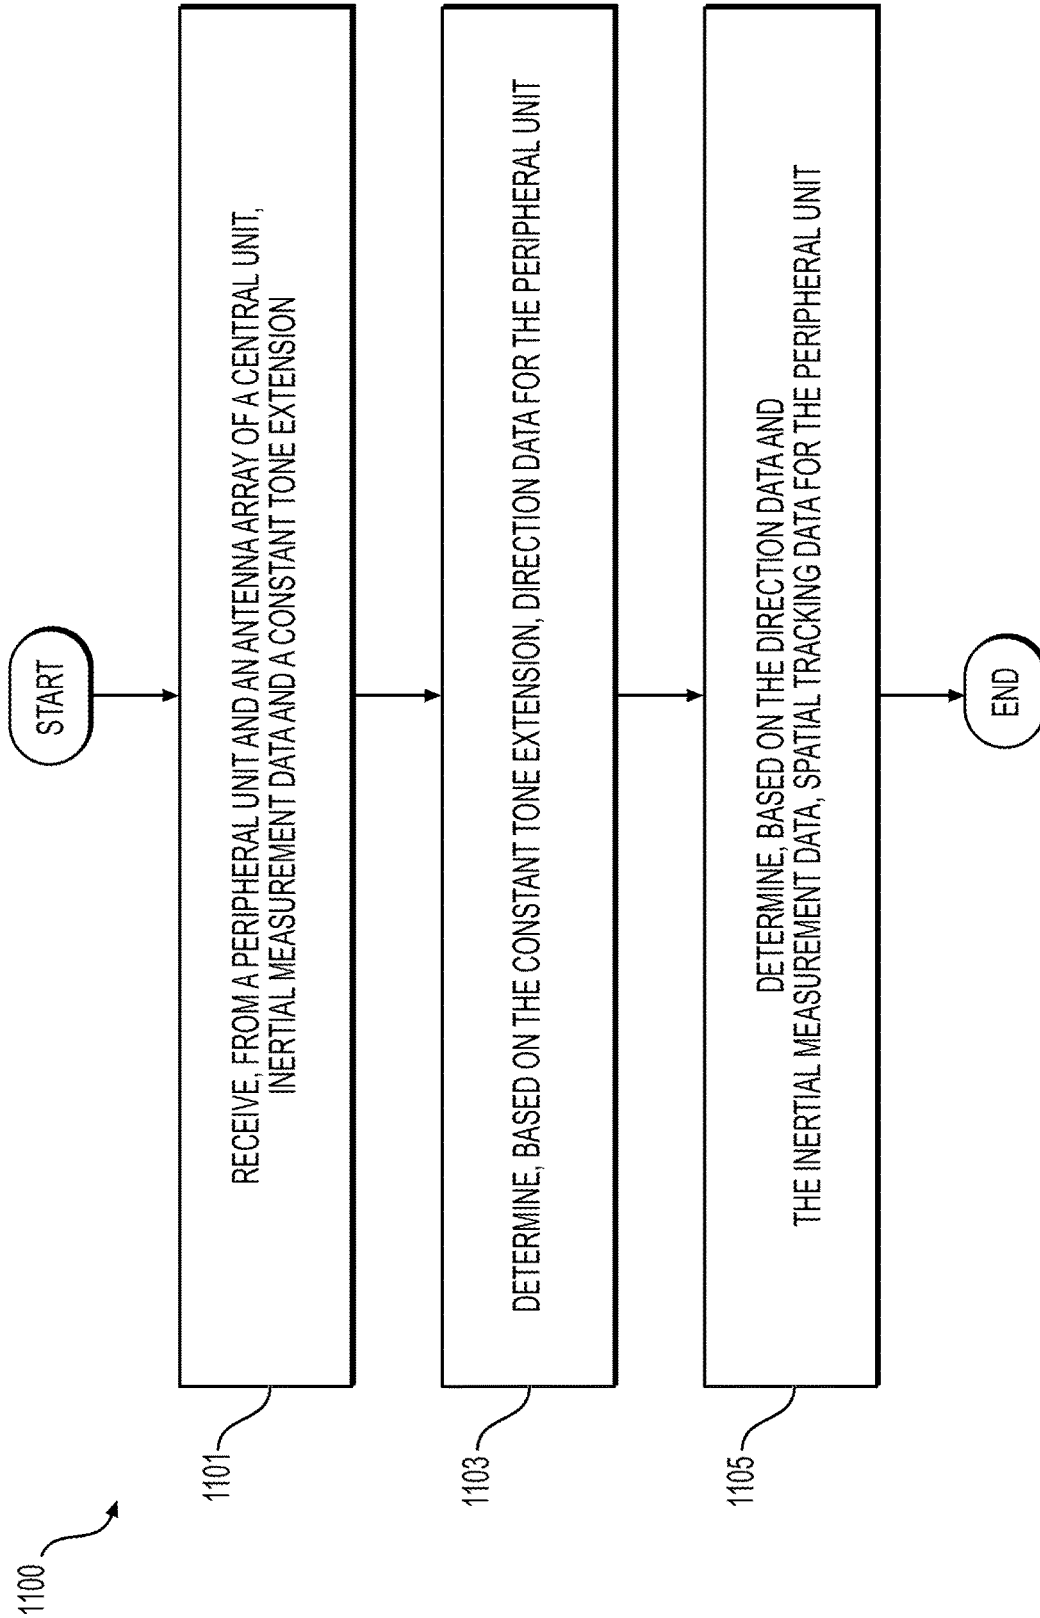 1100
START
1101
RECEIVE, FROM A PERIPHERAL UNIT AND AN ANTENNA ARRAY OF A CENTRAL UNIT,
INERTIAL MEASUREMENT DATA AND A CONSTANT TONE EXTENSION
1103
DETERMINE, BASED ON THE CONSTANT TONE EXTENSION, DIRECTION DATA FOR THE PERIPHERAL UNIT
1105
DETERMINE, BASED ON THE DIRECTION DATA AND
THE INERTIAL MEASUREMENT DATA, SPATIAL TRACKING DATA FOR THE PERIPHERAL UNIT
END